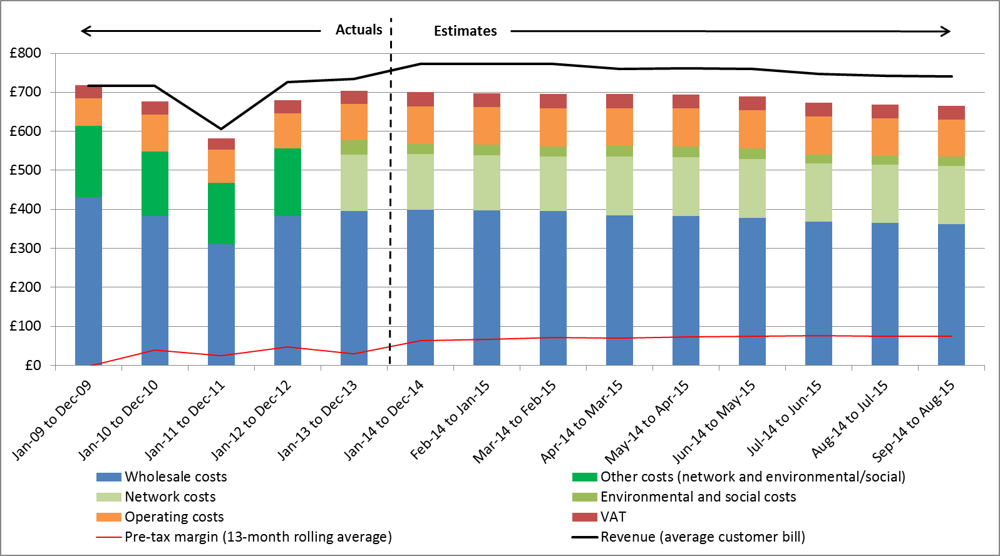 Actuals
Estimates
£800
£700
£600
£500
£400
£300
£200
£100
£0
Jan-09 to Dec-09
Jan-10 to Dec-10
Jan-11 to Dec-11
Jan-12 to Dec-12
Jan-13 to Dec-13
Jan-14 to Dec-14
Feb-14 to Jan-15
Mar-14 to Feb-15
Apr-14 to Mar-15
May-14 to Apr-15
Jun-14 to May-15
Jul-14 to Jun-15
Aug-14 to Jul-15
Sep-14 to Aug-15
Wholesale costs
Other costs (network and environmental/social)
Network costs
Environmental and social costs
Operating costs
VAT
Pre-tax margin (13-month rolling average)
Revenue (average customer bill)